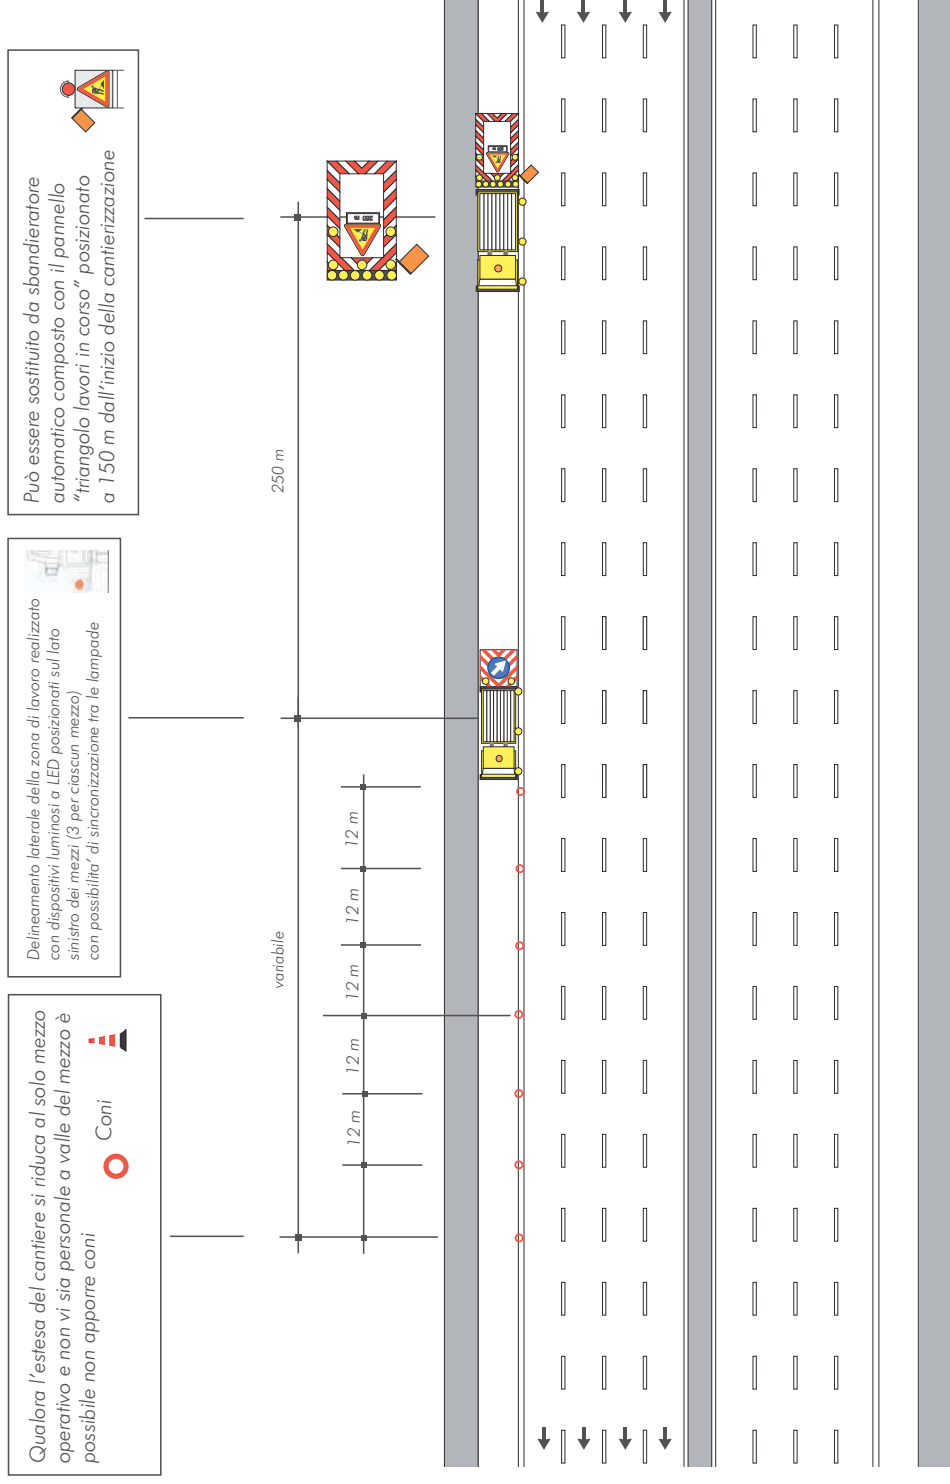 Può essere sostituito da sbandieratore
automatico composto con il pannello
“triangolo lavori in corso” posizionato
a 150 m dall’inizio della cantierizzazione
Delineamento laterale della zona di lavoro realizzato
con dispositivi luminosi a LED posizionati sul lato
sinistro dei mezzi (3 per ciascun mezzo)
con possibilita’ di sincronizzazione tra le lampade
Qualora l’estesa del cantiere si riduca al solo mezzo
operativo e non vi sia personale a valle del mezzo è
possibile non apporre coni
Coni
250 m
variabile
12 m
12 m
12 m
12 m
12 m
250 m